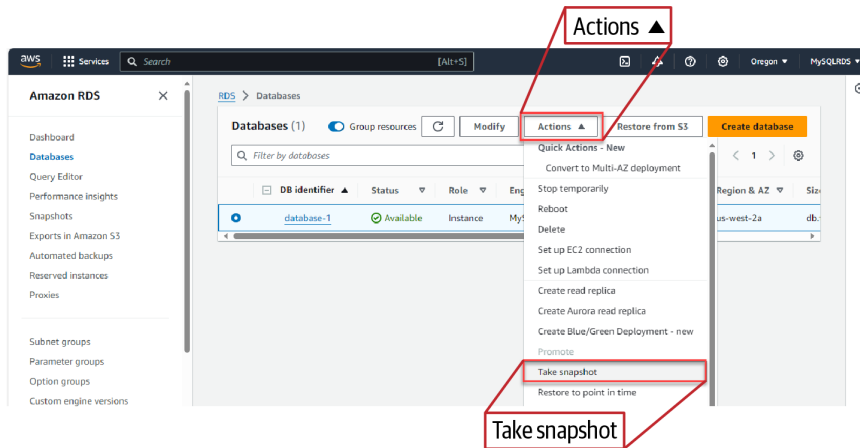 Actions ▲
aws
Services
Search
[Alt+S]
Oregon ▼
MySQLRDS ▼
Amazon RDS
Dashboard
Databases
Query Editor
Performance insights
Snapshots
Exports in Amazon S3
Automated backups
Reserved instances
Proxies
Subnet groups
Parameter groups
Option groups
Custom engine versions
RDS > Databases
Databases (1)
Group resources
Modify
Actions ▲
Restore from S3
Create database
Filter by databases
< 1 >
DB identifier ▲
Status
Role
Eng
Region & AZ
Siz
database-1
Available
Instance
MyS
us-west-2a
db.
Quick Actions - New
Convert to Multi-AZ deployment
Stop temporarily
Reboot
Delete
Set up EC2 connection
Set up Lambda connection
Create read replica
Create Aurora read replica
Create Blue/Green Deployment - new
Promote
Take snapshot
Restore to point in time
Take snapshot